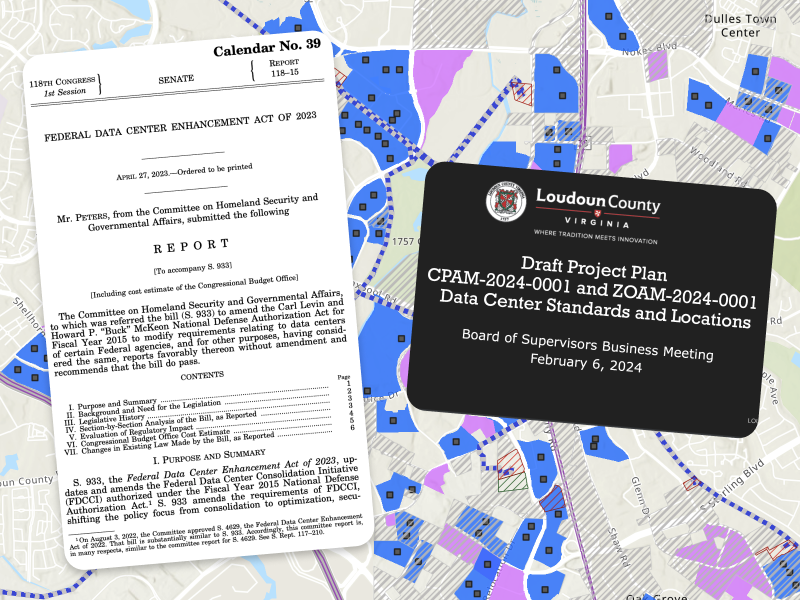 Calendar No. 39
118TH CONGRESS
1st Session
SENATE
REPORT
118–15
FEDERAL DATA CENTER ENHANCEMENT ACT OF 2023
APRIL 27, 2023.—Ordered to be printed
Mr. PETERS, from the Committee on Homeland Security and
Governmental Affairs, submitted the following
REPORT
[To accompany S. 933]
[Including cost estimate of the Congressional Budget Office]
The Committee on Homeland Security and Governmental Affairs,
to which was referred the bill (S. 933) to amend the Carl Levin and
Howard P. “Buck” McKeon National Defense Authorization Act for
Fiscal Year 2015 to modify requirements relating to data centers
of certain Federal agencies, and for other purposes, having consid-
ered the same, reports favorably thereon without amendment and
recommends that the bill do pass.
CONTENTS
Page
I. Purpose and Summary 1
II. Background and Need for the Legislation 2
III. Legislative History 3
IV. Section-by-Section Analysis of the Bill, as Reported 3
V. Evaluation of Regulatory Impact 4
VI. Congressional Budget Office Cost Estimate 5
VII. Changes in Existing Law Made by the Bill, as Reported 6
I. PURPOSE AND SUMMARY
S. 933, the Federal Data Center Enhancement Act of 2023, up-
dates and amends the Federal Data Center Consolidation Initiative
(FDCCI) authorized under the Fiscal Year 2015 National Defense
Authorization Act.1 S. 933 amends the requirements of FDCCI,
shifting the policy focus from consolidation to optimization, secu-
1 On August 3, 2022, the Committee approved S. 4629, the Federal Data Center Enhancement
Act of 2022. That bill is substantially similar to S. 933. Accordingly, this committee report is,
in many respects, similar to the committee report for S. 4629. See S. Rept. 117–210.
Loudoun County
VIRGINIA
WHERE TRADITION MEETS INNOVATION
Draft Project Plan
CPAM-2024-0001 and ZOAM-2024-0001
Data Center Standards and Locations
Board of Supervisors Business Meeting
February 6, 2024
Dulles Town
Center
Nokes Blvd
Woodland Rd
1757
Rd
Sterling Blvd
Glenn Dr
Shaw Rd
Oak Grove